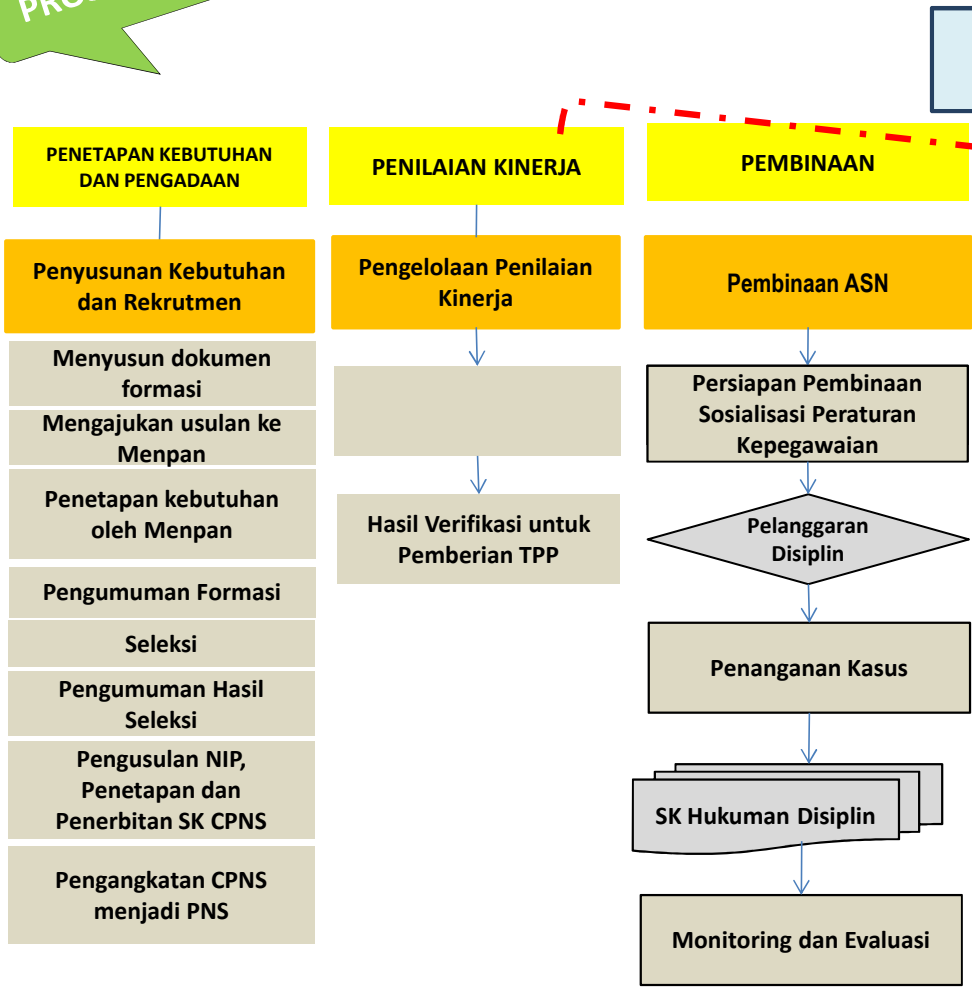 PENETAPAN KEBUTUHAN
DAN PENGADAAN
Penyusunan Kebutuhan
dan Rekrutmen
Menyusun dokumen
formasi
Mengajukan usulan ke
Menpan
Penetapan kebutuhan
oleh Menpan
Pengumuman Formasi
Seleksi
Pengumuman Hasil
Seleksi
Pengusulan NIP,
Penetapan dan
Penerbitan SK CPNS
Pengangkatan CPNS
menjadi PNS
PENILAIAN KINERJA
Pengelolaan Penilaian
Kinerja
Hasil Verifikasi untuk
Pemberian TPP
PEMBINAAN
Pembinaan ASN
Persiapan Pembinaan
Sosialisasi Peraturan
Kepegawaian
Pelanggaran
Disiplin
Penanganan Kasus
SK Hukuman Disiplin
Monitoring dan Evaluasi